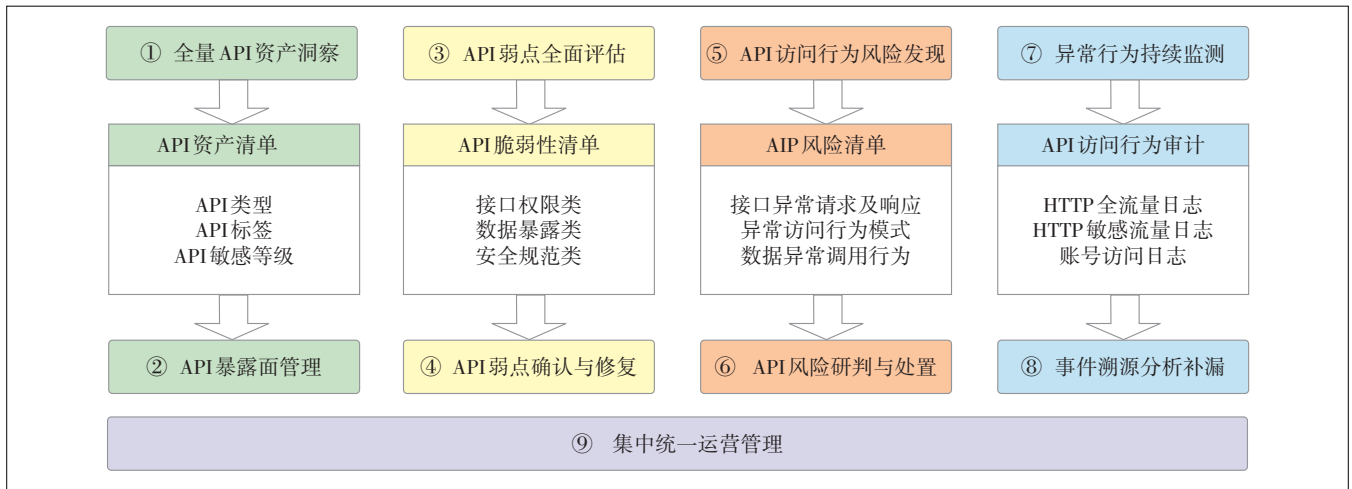 ① 全量API资产洞察
API资产清单
API类型
API标签
API敏感等级
② API暴露面管理
③ API弱点全面评估
API脆弱性清单
接口权限类
数据暴露类
安全规范类
④ API弱点确认与修复
⑤ API访问行为风险发现
AIP风险清单
接口异常请求及响应
异常访问行为模式
数据异常调用行为
⑥ API风险研判与处置
⑦ 异常行为持续监测
API访问行为审计
HTTP全流量日志
HTTP敏感流量日志
账号访问日志
⑧ 事件溯源分析补漏
⑨ 集中统一运营管理